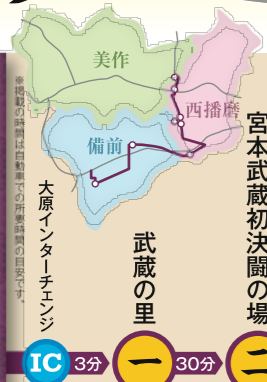 美作
西播磨
備前
※掲載の時間は自動車での所要時間の目安です。
大原インターチェンジ
武蔵の里
宮本武蔵初決闘の場
IC
3分
一
30分
二